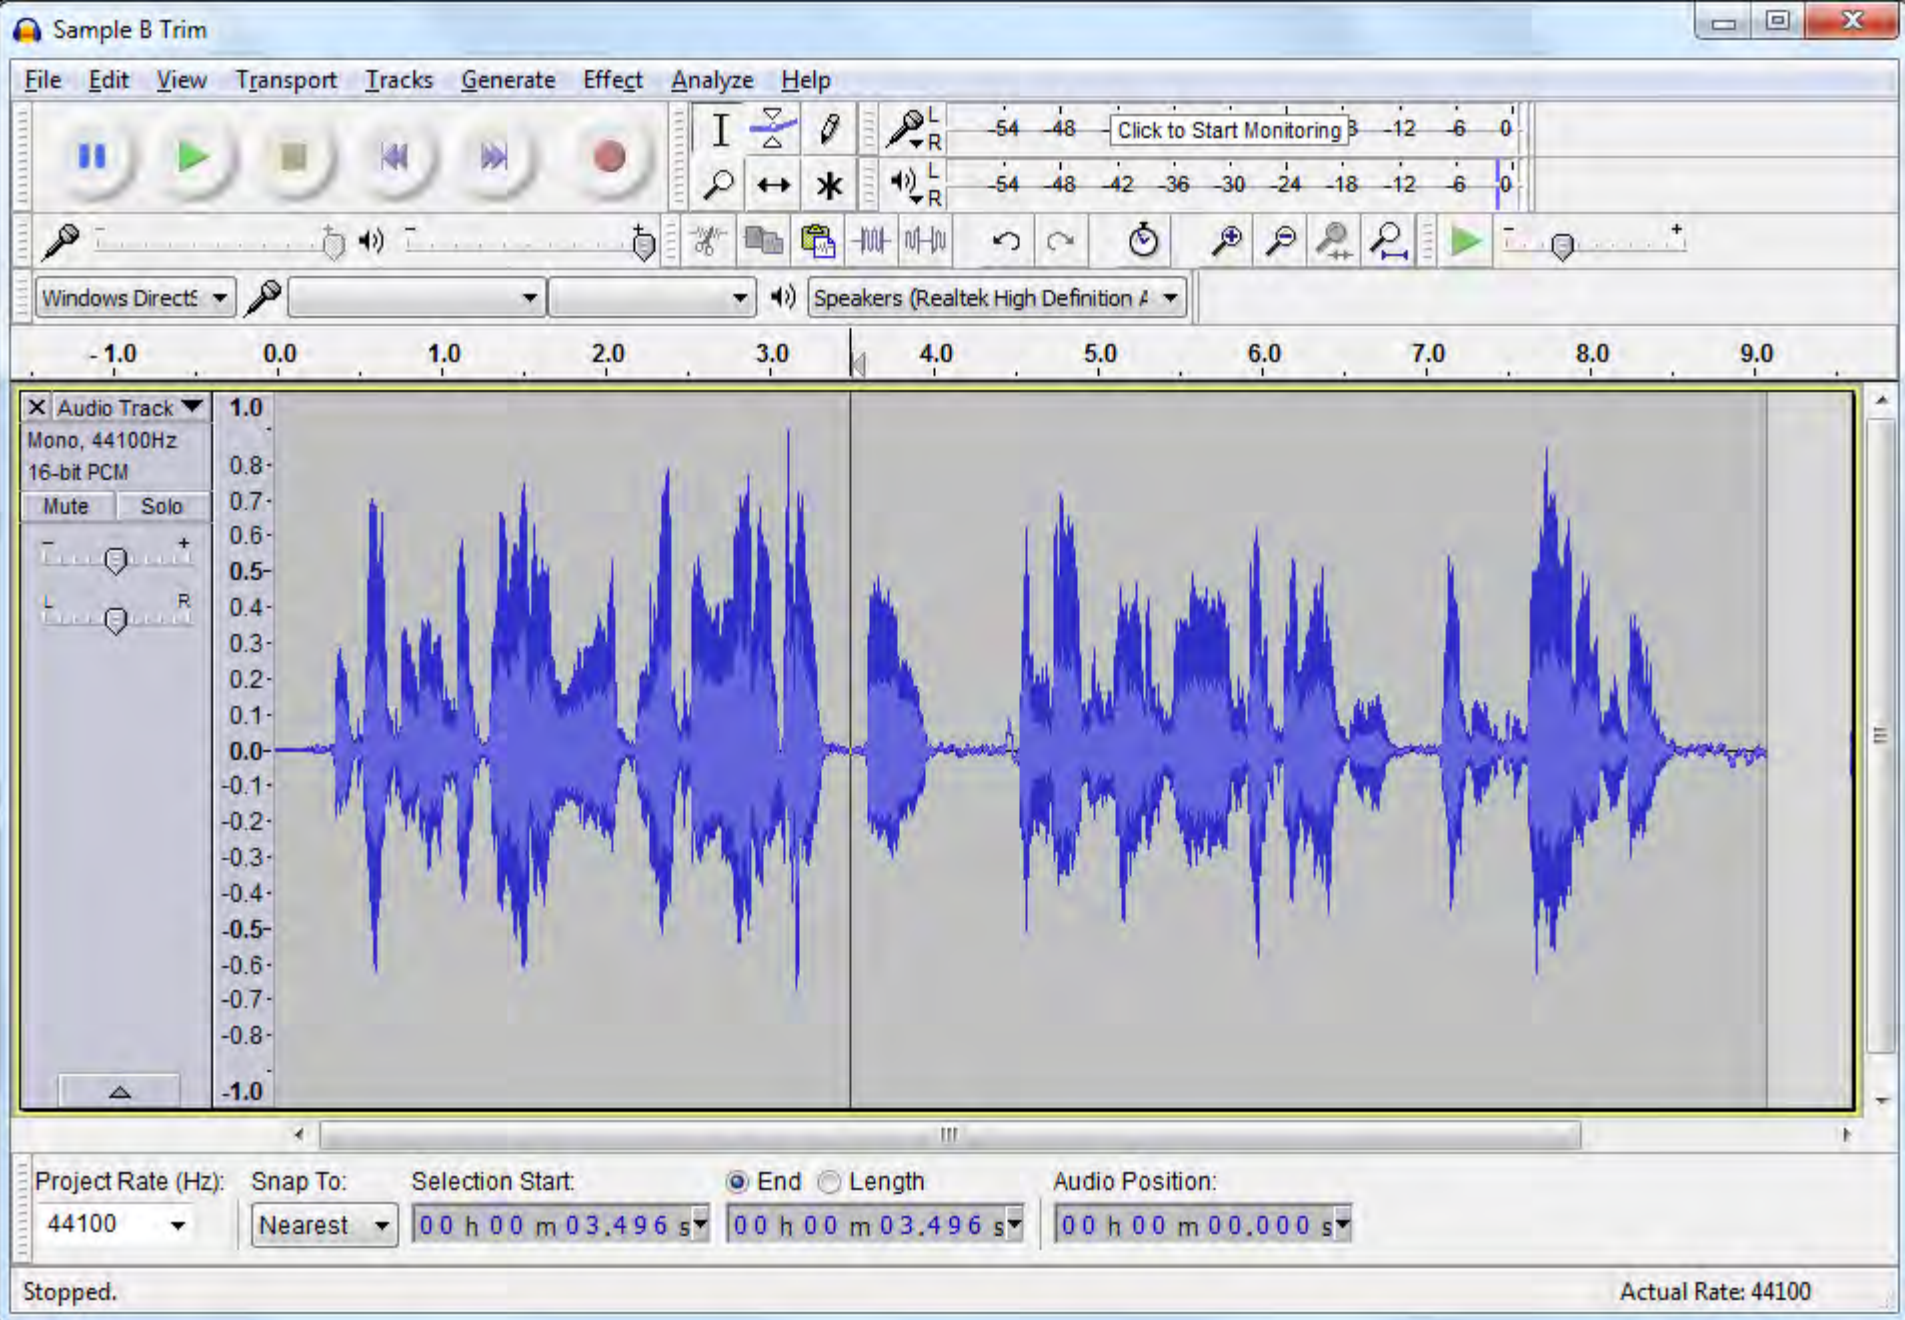 Sample B Trim
File Edit View Transport Tracks Generate Effect Analyze Help
L R -54 -48 Click to Start Monitoring -12 -6 0
L R -54 -48 -42 -36 -30 -24 -18 -12 -6 0
Speakers (Realtek High Definition
- 1.0 0.0 1.0 2.0 3.0 4.0 5.0 6.0 7.0 8.0 9.0
Audio Track
Mono, 44100Hz
16-bit PCM
Mute Solo
- +
L R
1.0
0.8
0.7
0.6
0.5
0.4
0.3
0.2
0.1
0.0
-0.1
-0.2
-0.3
-0.4
-0.5
-0.6
-0.7
-0.8
-1.0
Project Rate (Hz): Snap To: Selection Start: End Length Audio Position:
44100 Nearest 00 h 00 m 03.496 s 00 h 00 m 03.496 s 00 h 00 m 00.000 s
Stopped. Actual Rate: 44100